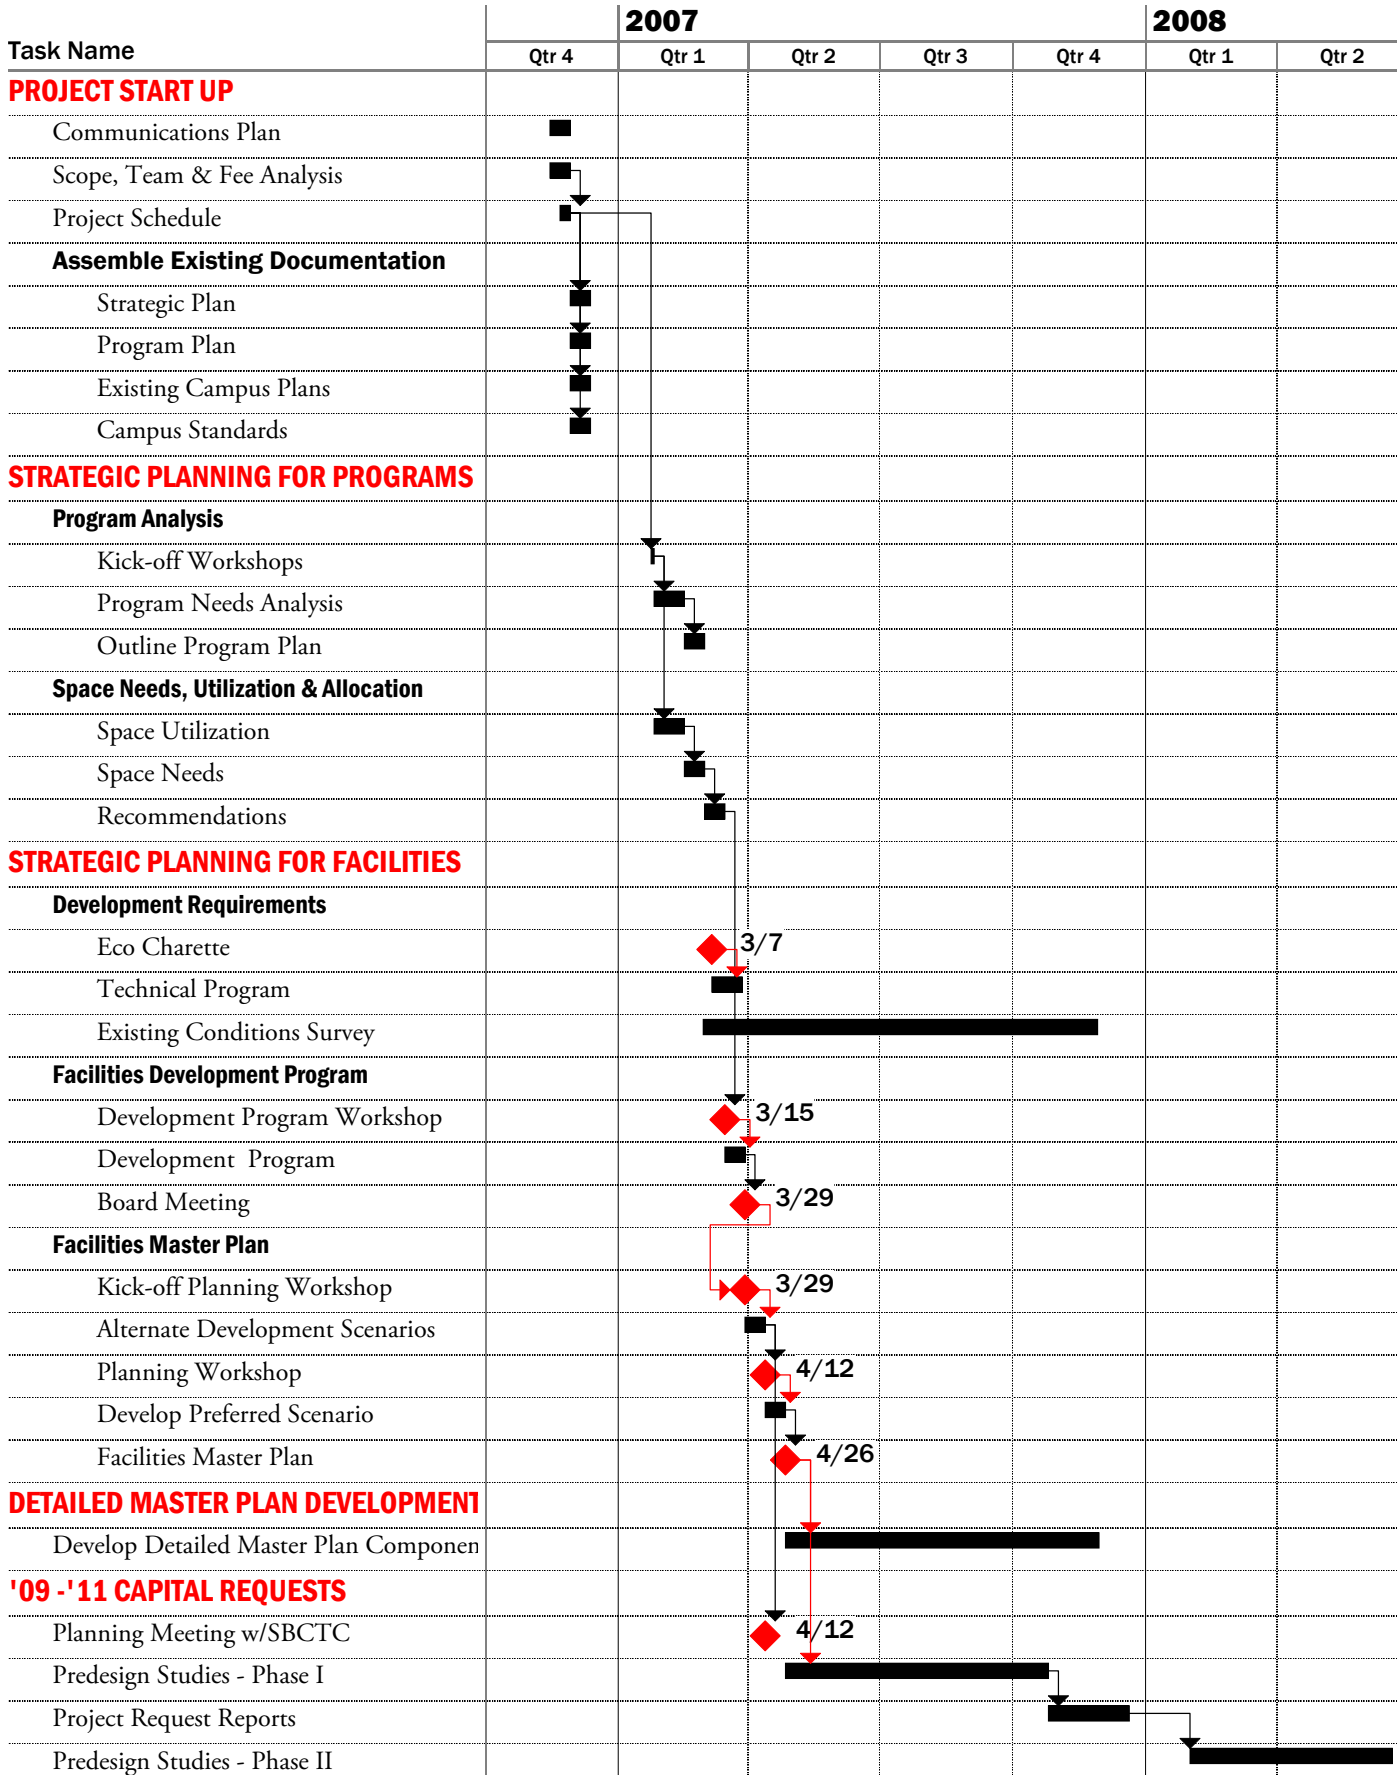 2007 2008
Task Name Qtr 4 Qtr 1 Qtr 2 Qtr 3 Qtr 4 Qtr 1 Qtr 2
PROJECT START UP
Communications Plan
Scope, Team & Fee Analysis
Project Schedule
Assemble Existing Documentation
Strategic Plan
Program Plan
Existing Campus Plans
Campus Standards
STRATEGIC PLANNING FOR PROGRAMS
Program Analysis
Kick-off Workshops
Program Needs Analysis
Outline Program Plan
Space Needs, Utilization & Allocation
Space Utilization
Space Needs
Recommendations
STRATEGIC PLANNING FOR FACILITIES
Development Requirements
Eco Charette 3/7
Technical Program
Existing Conditions Survey
Facilities Development Program
Development Program Workshop 3/15
Development Program
Board Meeting 3/29
Facilities Master Plan
Kick-off Planning Workshop 3/29
Alternate Development Scenarios
Planning Workshop 4/12
Develop Preferred Scenario
Facilities Master Plan 4/26
DETAILED MASTER PLAN DEVELOPMENT
Develop Detailed Master Plan Componen
'09 -'11 CAPITAL REQUESTS
Planning Meeting w/SBCTC 4/12
Predesign Studies - Phase I
Project Request Reports
Predesign Studies - Phase II